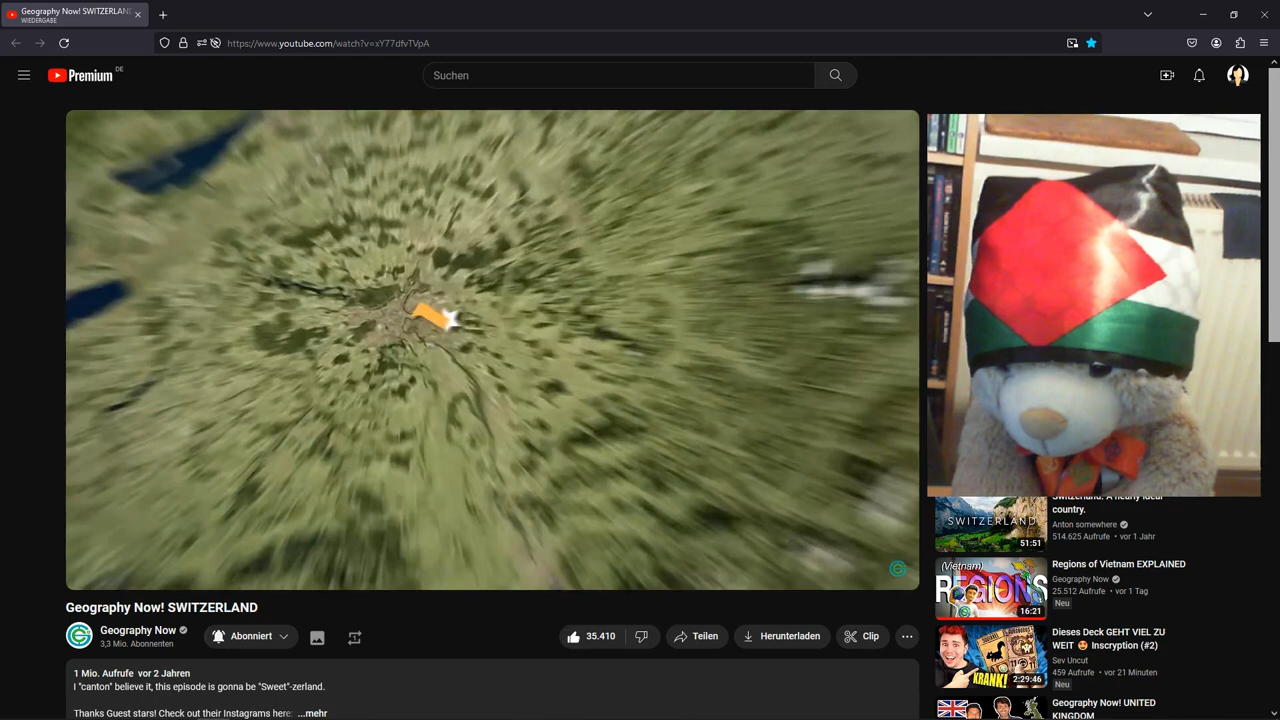 Geography Now! SWITZERLAND
WIEDERGABE
https://www.youtube.com/watch?v=xY77dfvTVpA
Premium DE
Suchen
Geography Now! SWITZERLAND
Geography Now
3,3 Mio. Abonnenten
Abonniert
35.410
Teilen
Herunterladen
Clip
1 Mio. Aufrufe vor 2 Jahren
I "canton" believe it, this episode is gonna be "Sweet"-zerland.
Thanks Guest stars! Check out their Instagrams here: ...mehr
Switzerland: A nearly ideal
country.
Anton somewhere
514.625 Aufrufe • vor 1 Jahr
SWITZERLAND
51:51
Regions of Vietnam EXPLAINED
Geography Now
25.512 Aufrufe • vor 1 Tag
Neu
(Vietnam)
REGIONS
16:21
Dieses Deck GEHT VIEL ZU
WEIT 🤩 Inscryption (#2)
Sev Uncut
459 Aufrufe • vor 21 Minuten
Neu
SQUIRREL
KRANK!
2:29:46
Geography Now! UNITED
KINGDOM